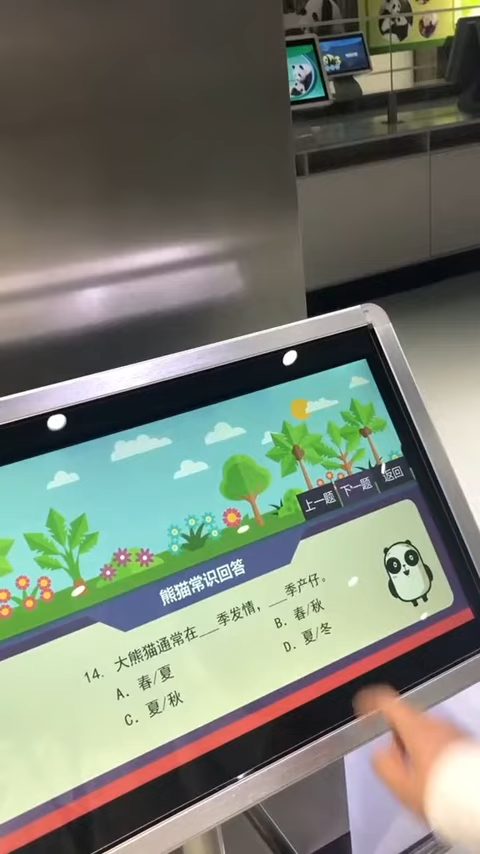 上一题 下一题 返回
熊猫常识回答
14. 大熊猫通常在___季发情，___季产仔。
A. 春/夏 B. 春/秋
C. 夏/秋 D. 夏/冬